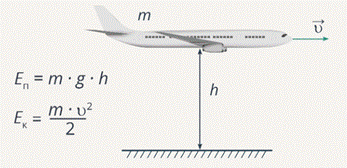 m
υ⃗
Eп = m · g · h
h
Eк = m · υ² / 2